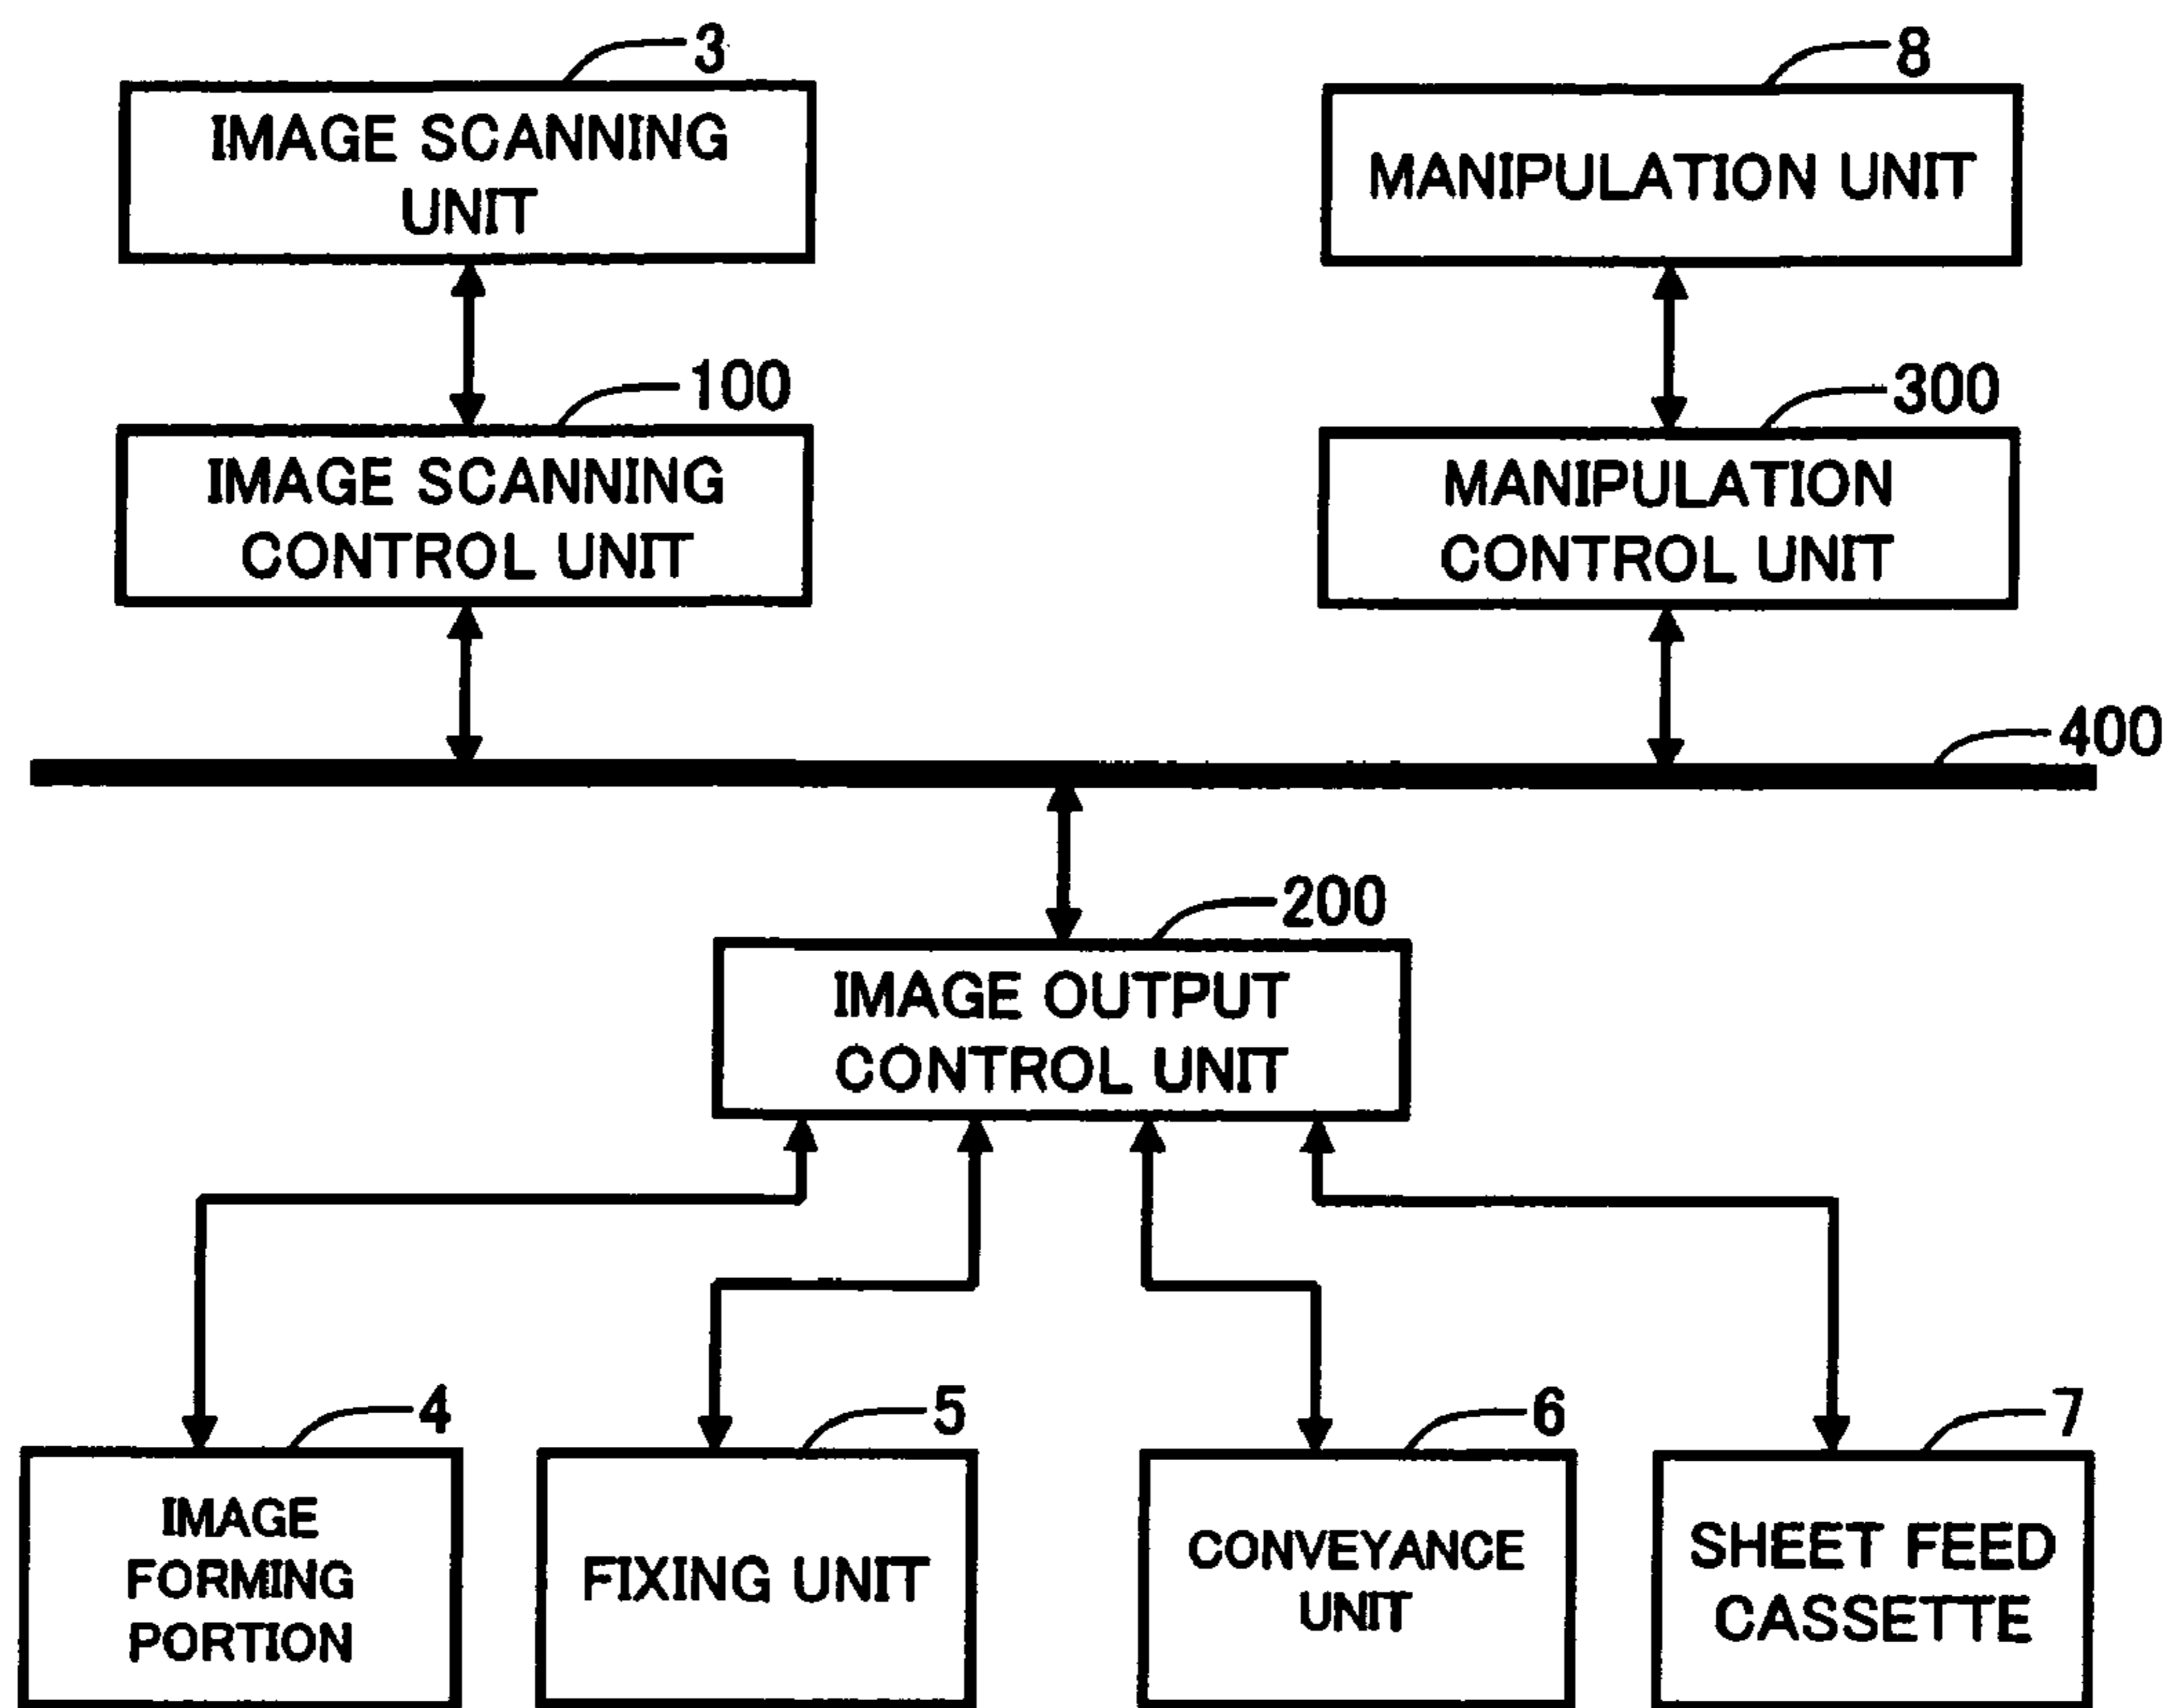 3
8
IMAGE SCANNING
UNIT
MANIPULATION UNIT
100
300
IMAGE SCANNING
CONTROL UNIT
MANIPULATION
CONTROL UNIT
400
200
IMAGE OUTPUT
CONTROL UNIT
4
5
6
7
IMAGE
FORMING
PORTION
FIXING UNIT
CONVEYANCE
UNIT
SHEET FEED
CASSETTE